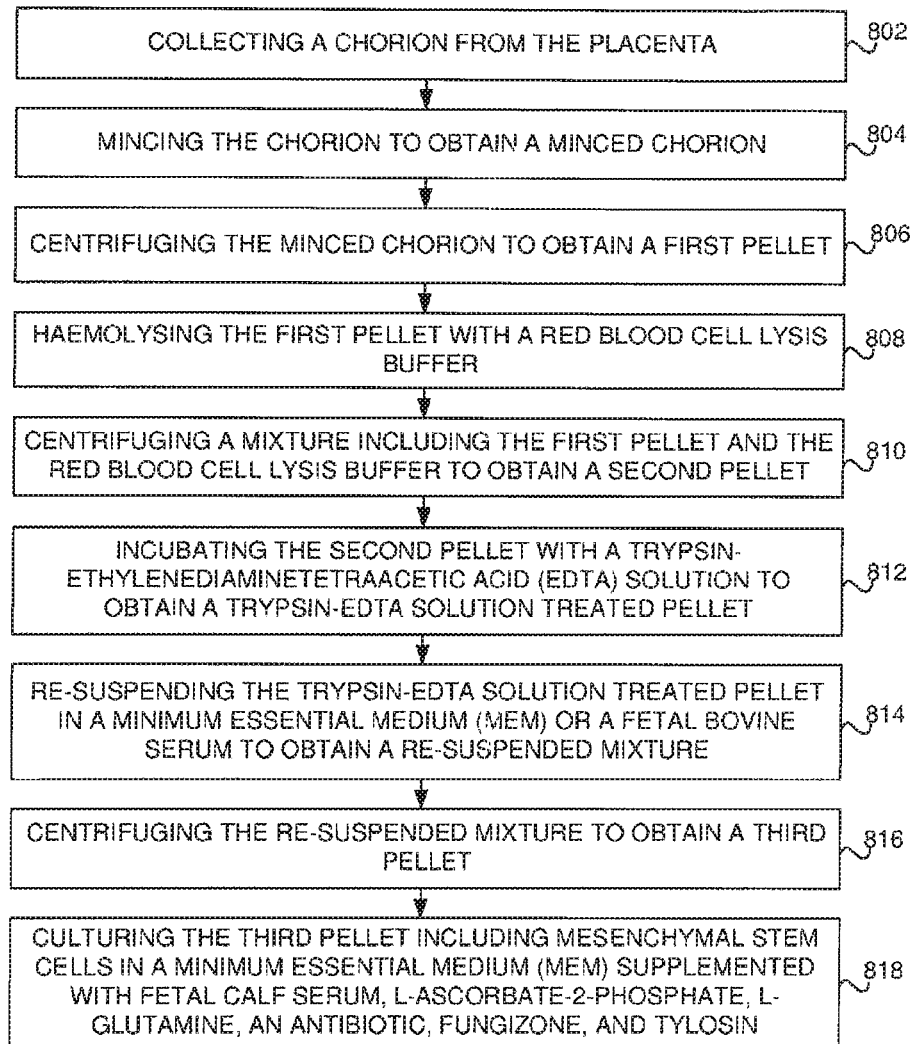 COLLECTING A CHORION FROM THE PLACENTA
802
MINCING THE CHORION TO OBTAIN A MINCED CHORION
804
CENTRIFUGING THE MINCED CHORION TO OBTAIN A FIRST PELLET
806
HAEMOLYSING THE FIRST PELLET WITH A RED BLOOD CELL LYSIS
BUFFER
808
CENTRIFUGING A MIXTURE INCLUDING THE FIRST PELLET AND THE
RED BLOOD CELL LYSIS BUFFER TO OBTAIN A SECOND PELLET
810
INCUBATING THE SECOND PELLET WITH A TRYPSIN-
ETHYLENEDIAMINETETRAACETIC ACID (EDTA) SOLUTION TO
OBTAIN A TRYPSIN-EDTA SOLUTION TREATED PELLET
812
RE-SUSPENDING THE TRYPSIN-EDTA SOLUTION TREATED PELLET
IN A MINIMUM ESSENTIAL MEDIUM (MEM) OR A FETAL BOVINE
SERUM TO OBTAIN A RE-SUSPENDED MIXTURE
814
CENTRIFUGING THE RE-SUSPENDED MIXTURE TO OBTAIN A THIRD
PELLET
816
CULTURING THE THIRD PELLET INCLUDING MESENCHYMAL STEM
CELLS IN A MINIMUM ESSENTIAL MEDIUM (MEM) SUPPLEMENTED
WITH FETAL CALF SERUM, L-ASCORBATE-2-PHOSPHATE, L-
GLUTAMINE, AN ANTIBIOTIC, FUNGIZONE, AND TYLOSIN
818